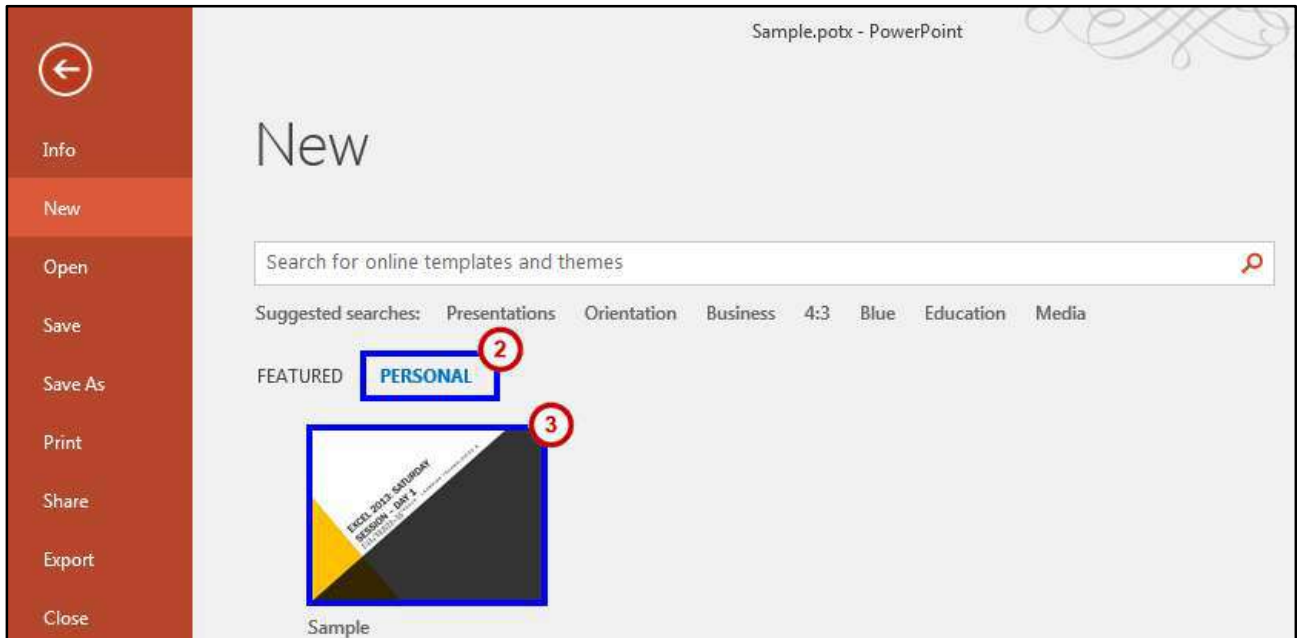 Sample.potx - PowerPoint
Info
New
Open
Save
Save As
Print
Share
Export
Close
New
Search for online templates and themes
Suggested searches: Presentations Orientation Business 4:3 Blue Education Media
FEATURED PERSONAL
2
3
EXCEL 2013: SATURDAY
SESSION - DAY 1
Sample